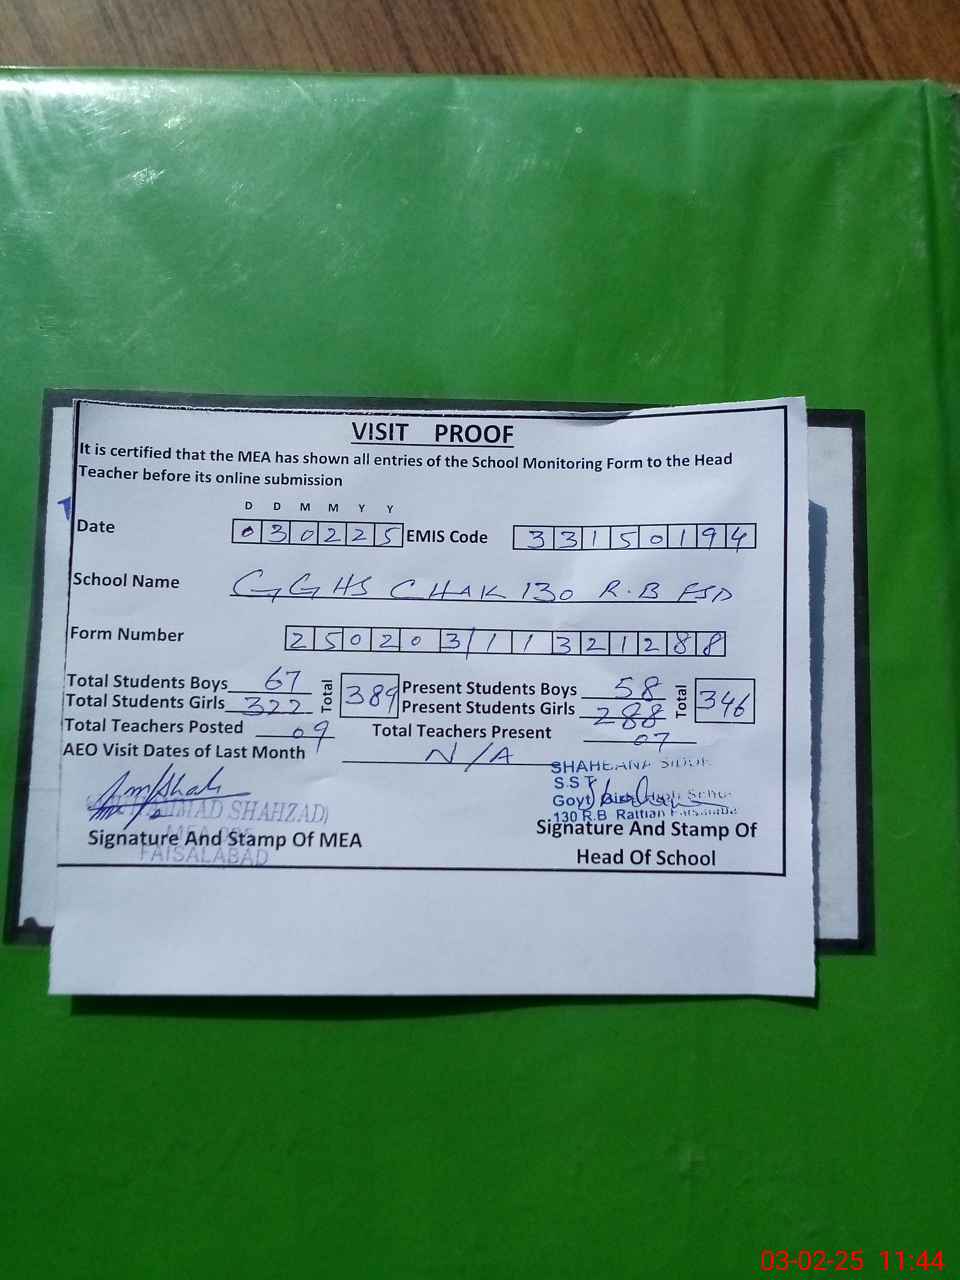 VISIT PROOF
It is certified that the MEA has shown all entries of the School Monitoring Form to the Head
Teacher before its online submission
D D M M Y Y
Date 030225 EMIS Code 33150194
School Name GGHS CHAK 130 R.B FSD
Form Number 250203/11321288
Total Students Boys 67 Total 389 Present Students Boys 58 Total 346
Total Students Girls 322 Present Students Girls 288
Total Teachers Posted 09 Total Teachers Present 07
AEO Visit Dates of Last Month N/A
S.S.T
Govt
130 R.B
AHMAD SHAHZAD)
Signature And Stamp Of MEA
FAISALABAD
Signature And Stamp Of
Head Of School
03-02-25 11:44